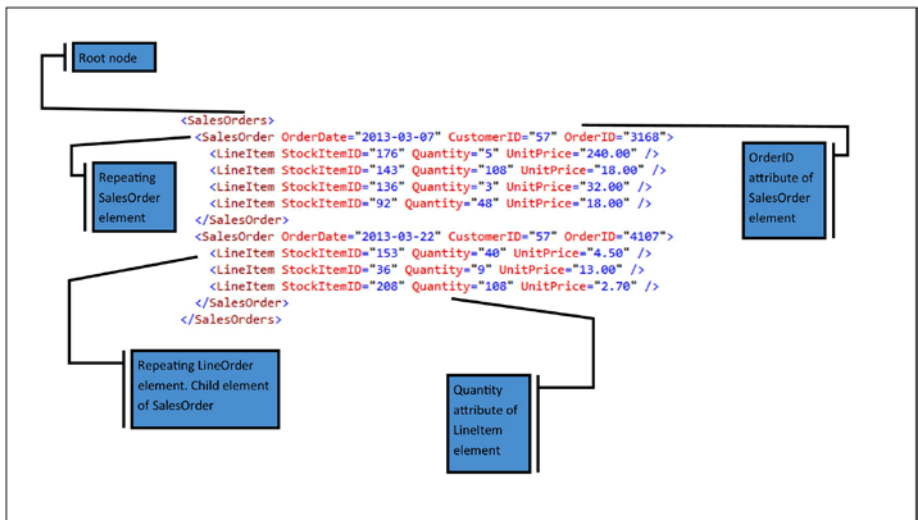 Root node
<SalesOrders>
<SalesOrder OrderDate="2013-03-07" CustomerID="57" OrderID="3168">
<LineItem StockItemID="176" Quantity="5" UnitPrice="240.00" />
<LineItem StockItemID="143" Quantity="108" UnitPrice="18.00" />
<LineItem StockItemID="136" Quantity="3" UnitPrice="32.00" />
<LineItem StockItemID="92" Quantity="48" UnitPrice="18.00" />
</SalesOrder>
<SalesOrder OrderDate="2013-03-22" CustomerID="57" OrderID="4107">
<LineItem StockItemID="153" Quantity="40" UnitPrice="4.50" />
<LineItem StockItemID="36" Quantity="9" UnitPrice="13.00" />
<LineItem StockItemID="208" Quantity="108" UnitPrice="2.70" />
</SalesOrder>
</SalesOrders>
Repeating
SalesOrder
element
OrderID
attribute of
SalesOrder
element
Repeating LineOrder
element. Child element
of SalesOrder
Quantity
attribute of
LineItem
element